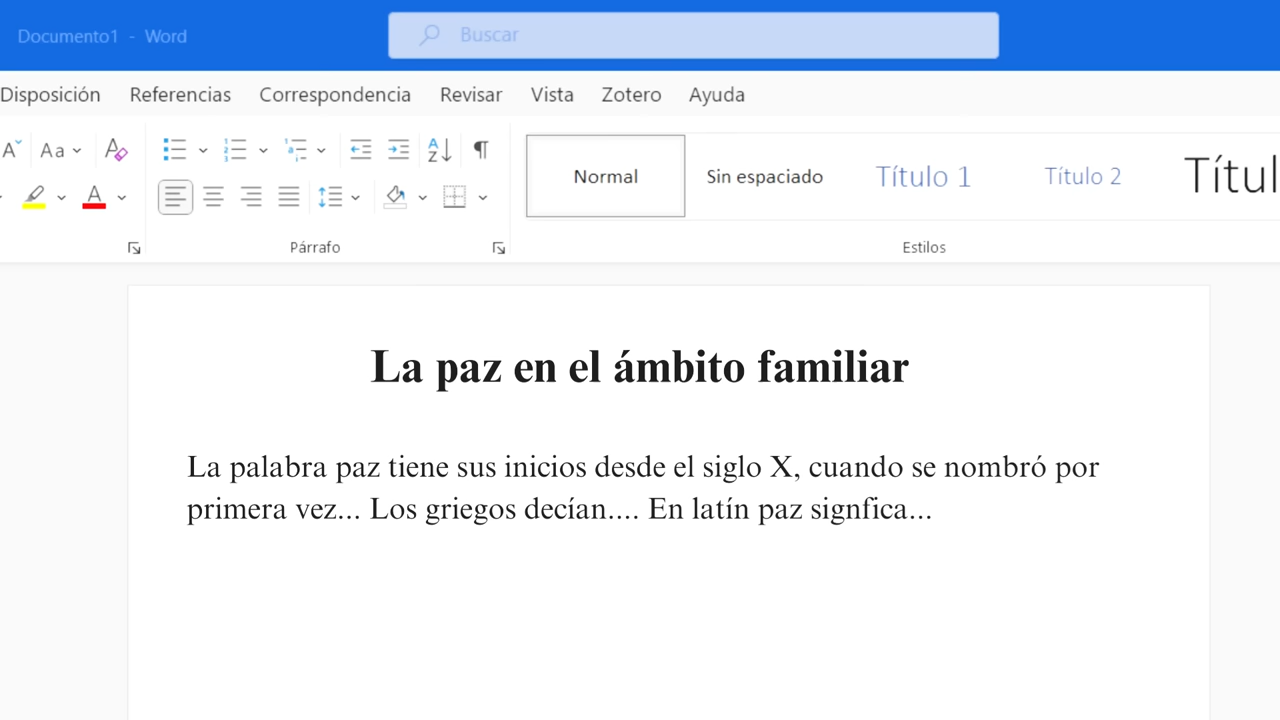 Documento1 - Word
Buscar
Disposición Referencias Correspondencia Revisar Vista Zotero Ayuda
Normal Sin espaciado Título 1 Título 2 Títul
Párrafo Estilos
La paz en el ámbito familiar
La palabra paz tiene sus inicios desde el siglo X, cuando se nombró por
primera vez... Los griegos decían.... En latín paz signfica...